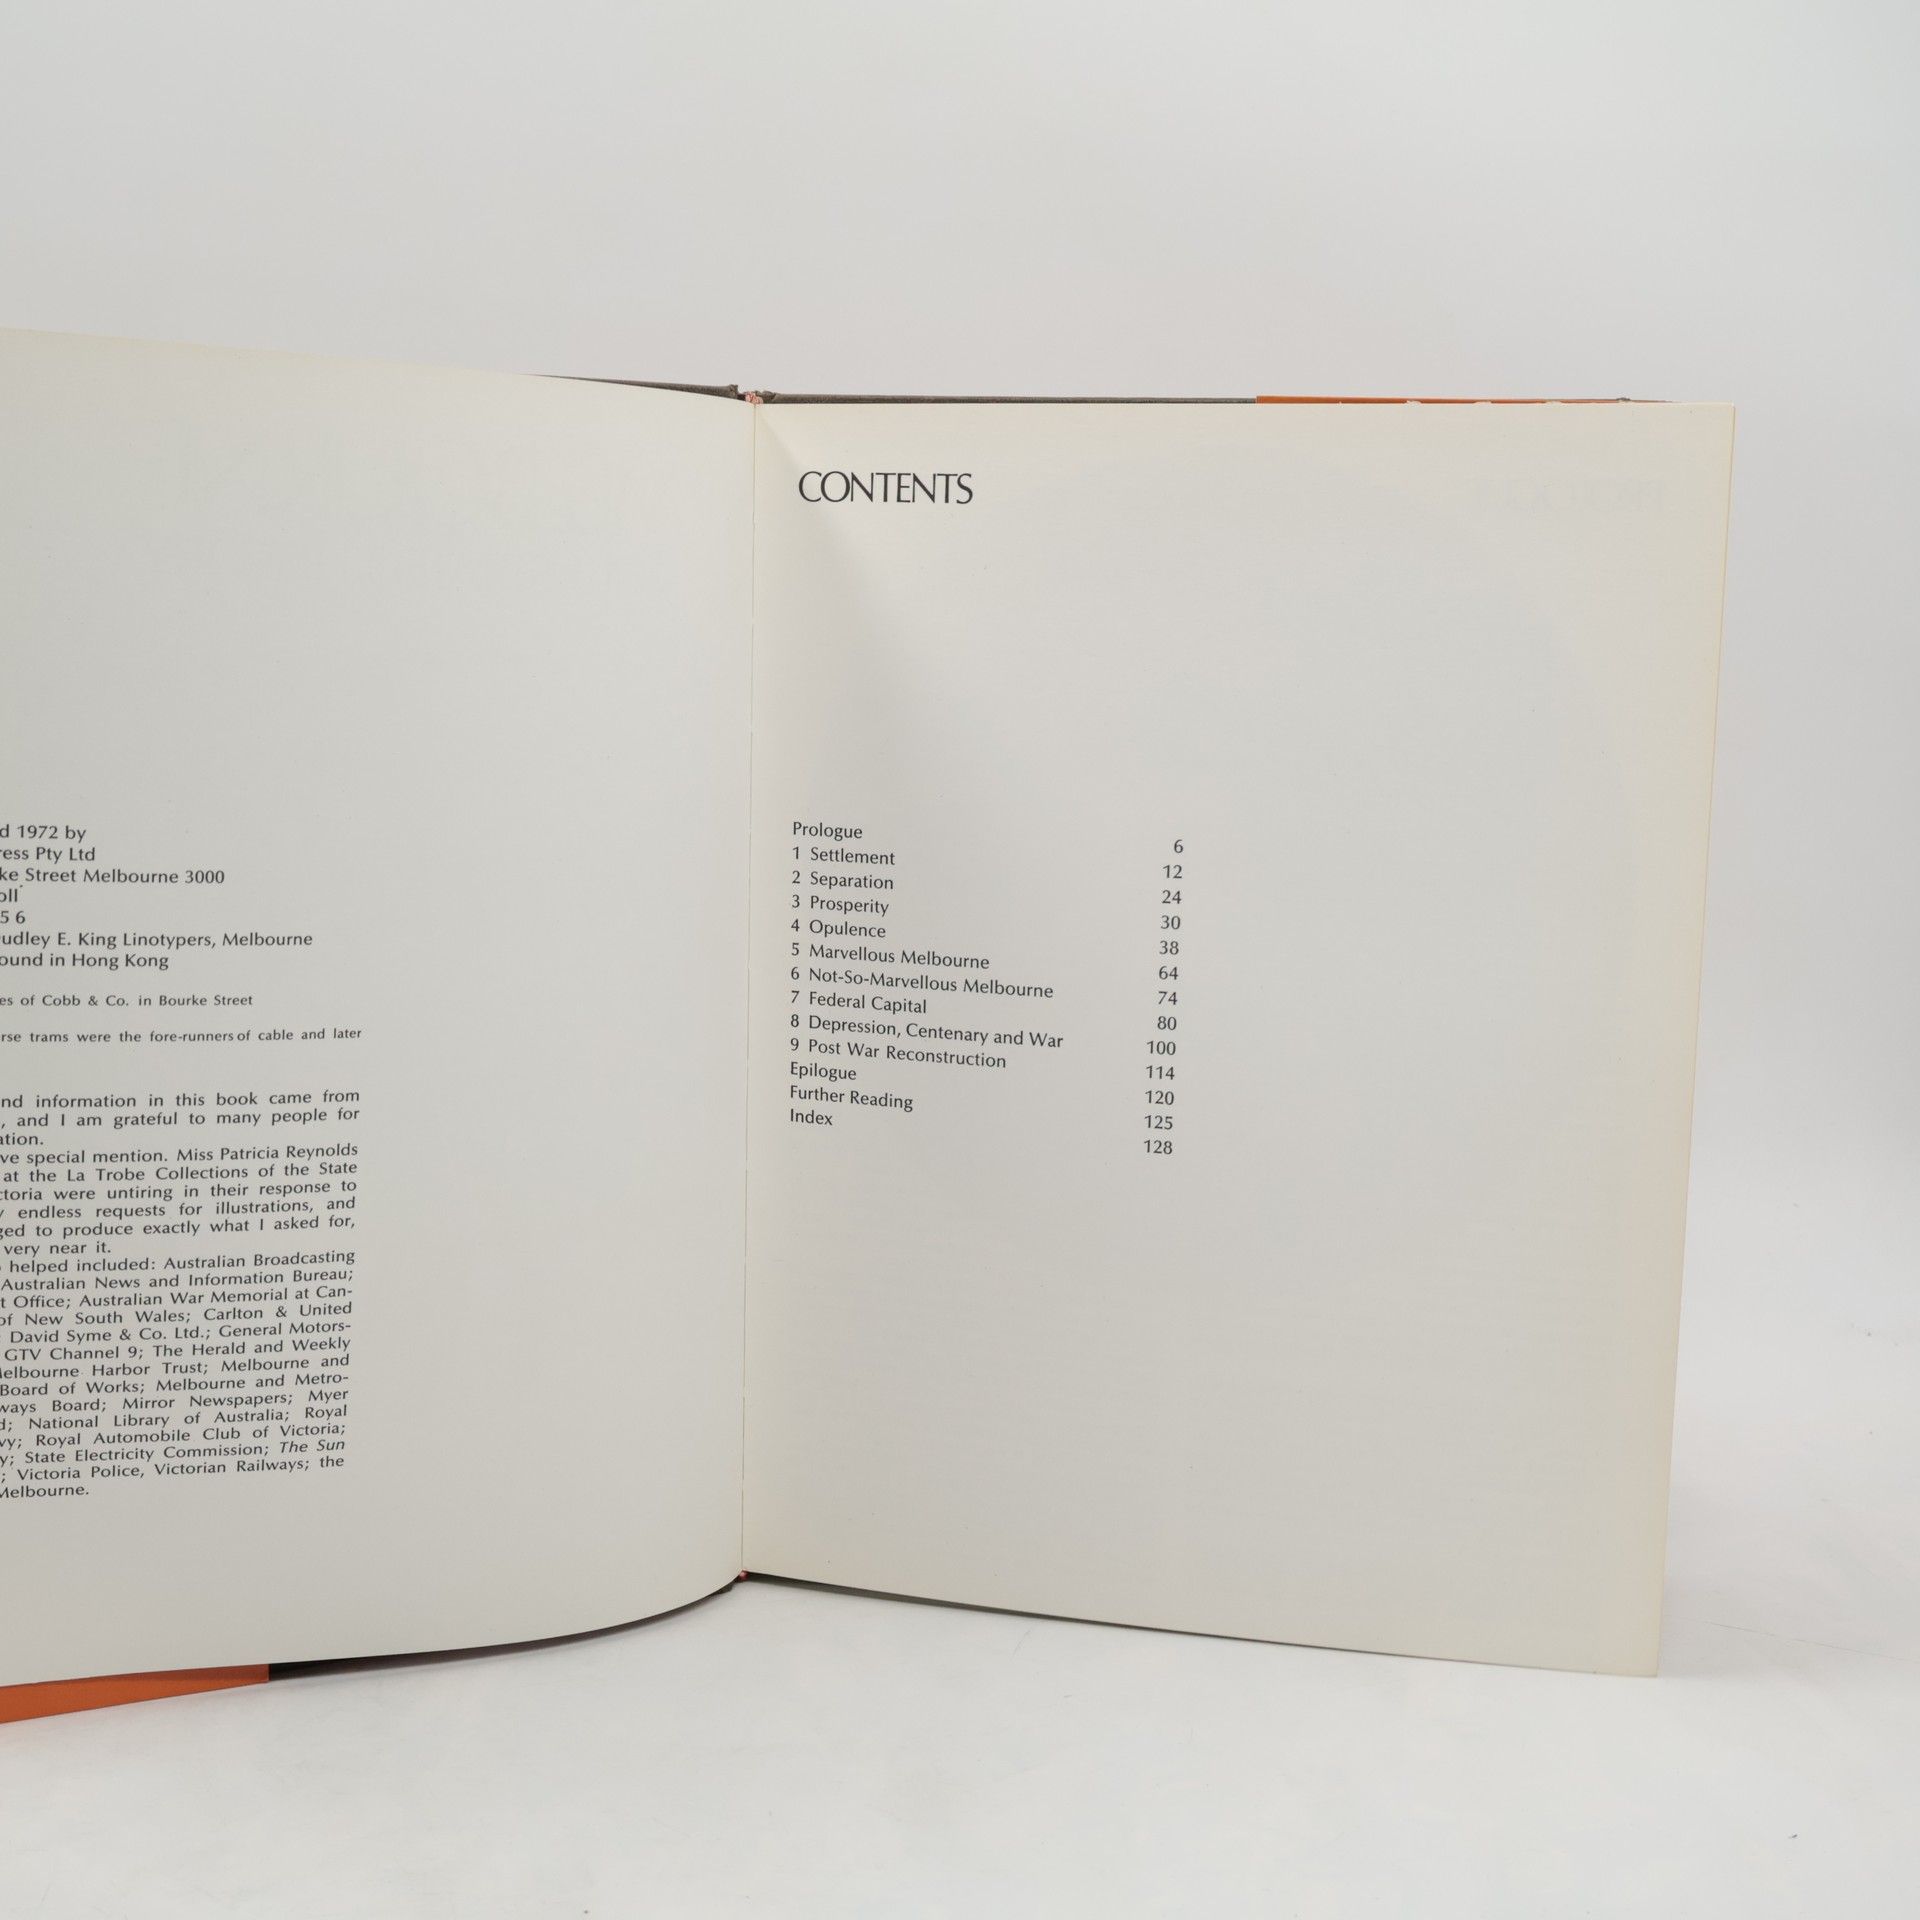 d 1972 by
ress Pty Ltd
ke Street Melbourne 3000
oll
5 6
udley E. King Linotypers, Melbourne
ound in Hong Kong
es of Cobb & Co. in Bourke Street
rse trams were the fore-runners of cable and later
nd information in this book came from
, and I am grateful to many people for
ation.
ve special mention. Miss Patricia Reynolds
at the La Trobe Collections of the State
ctoria were untiring in their response to
y endless requests for illustrations, and
ged to produce exactly what I asked for,
very near it.
o helped included: Australian Broadcasting
Australian News and Information Bureau;
t Office; Australian War Memorial at Can-
of New South Wales; Carlton & United
; David Syme & Co. Ltd.; General Motors-
GTV Channel 9; The Herald and Weekly
Melbourne Harbor Trust; Melbourne and
Board of Works; Melbourne and Metro-
ways Board; Mirror Newspapers; Myer
d; National Library of Australia; Royal
vy; Royal Automobile Club of Victoria;
y; State Electricity Commission; The Sun
; Victoria Police, Victorian Railways; the
Melbourne.
CONTENTS
Prologue 6
1 Settlement 12
2 Separation 24
3 Prosperity 30
4 Opulence 38
5 Marvellous Melbourne 64
6 Not-So-Marvellous Melbourne 74
7 Federal Capital 80
8 Depression, Centenary and War 100
9 Post War Reconstruction 114
Epilogue 120
Further Reading 125
Index 128